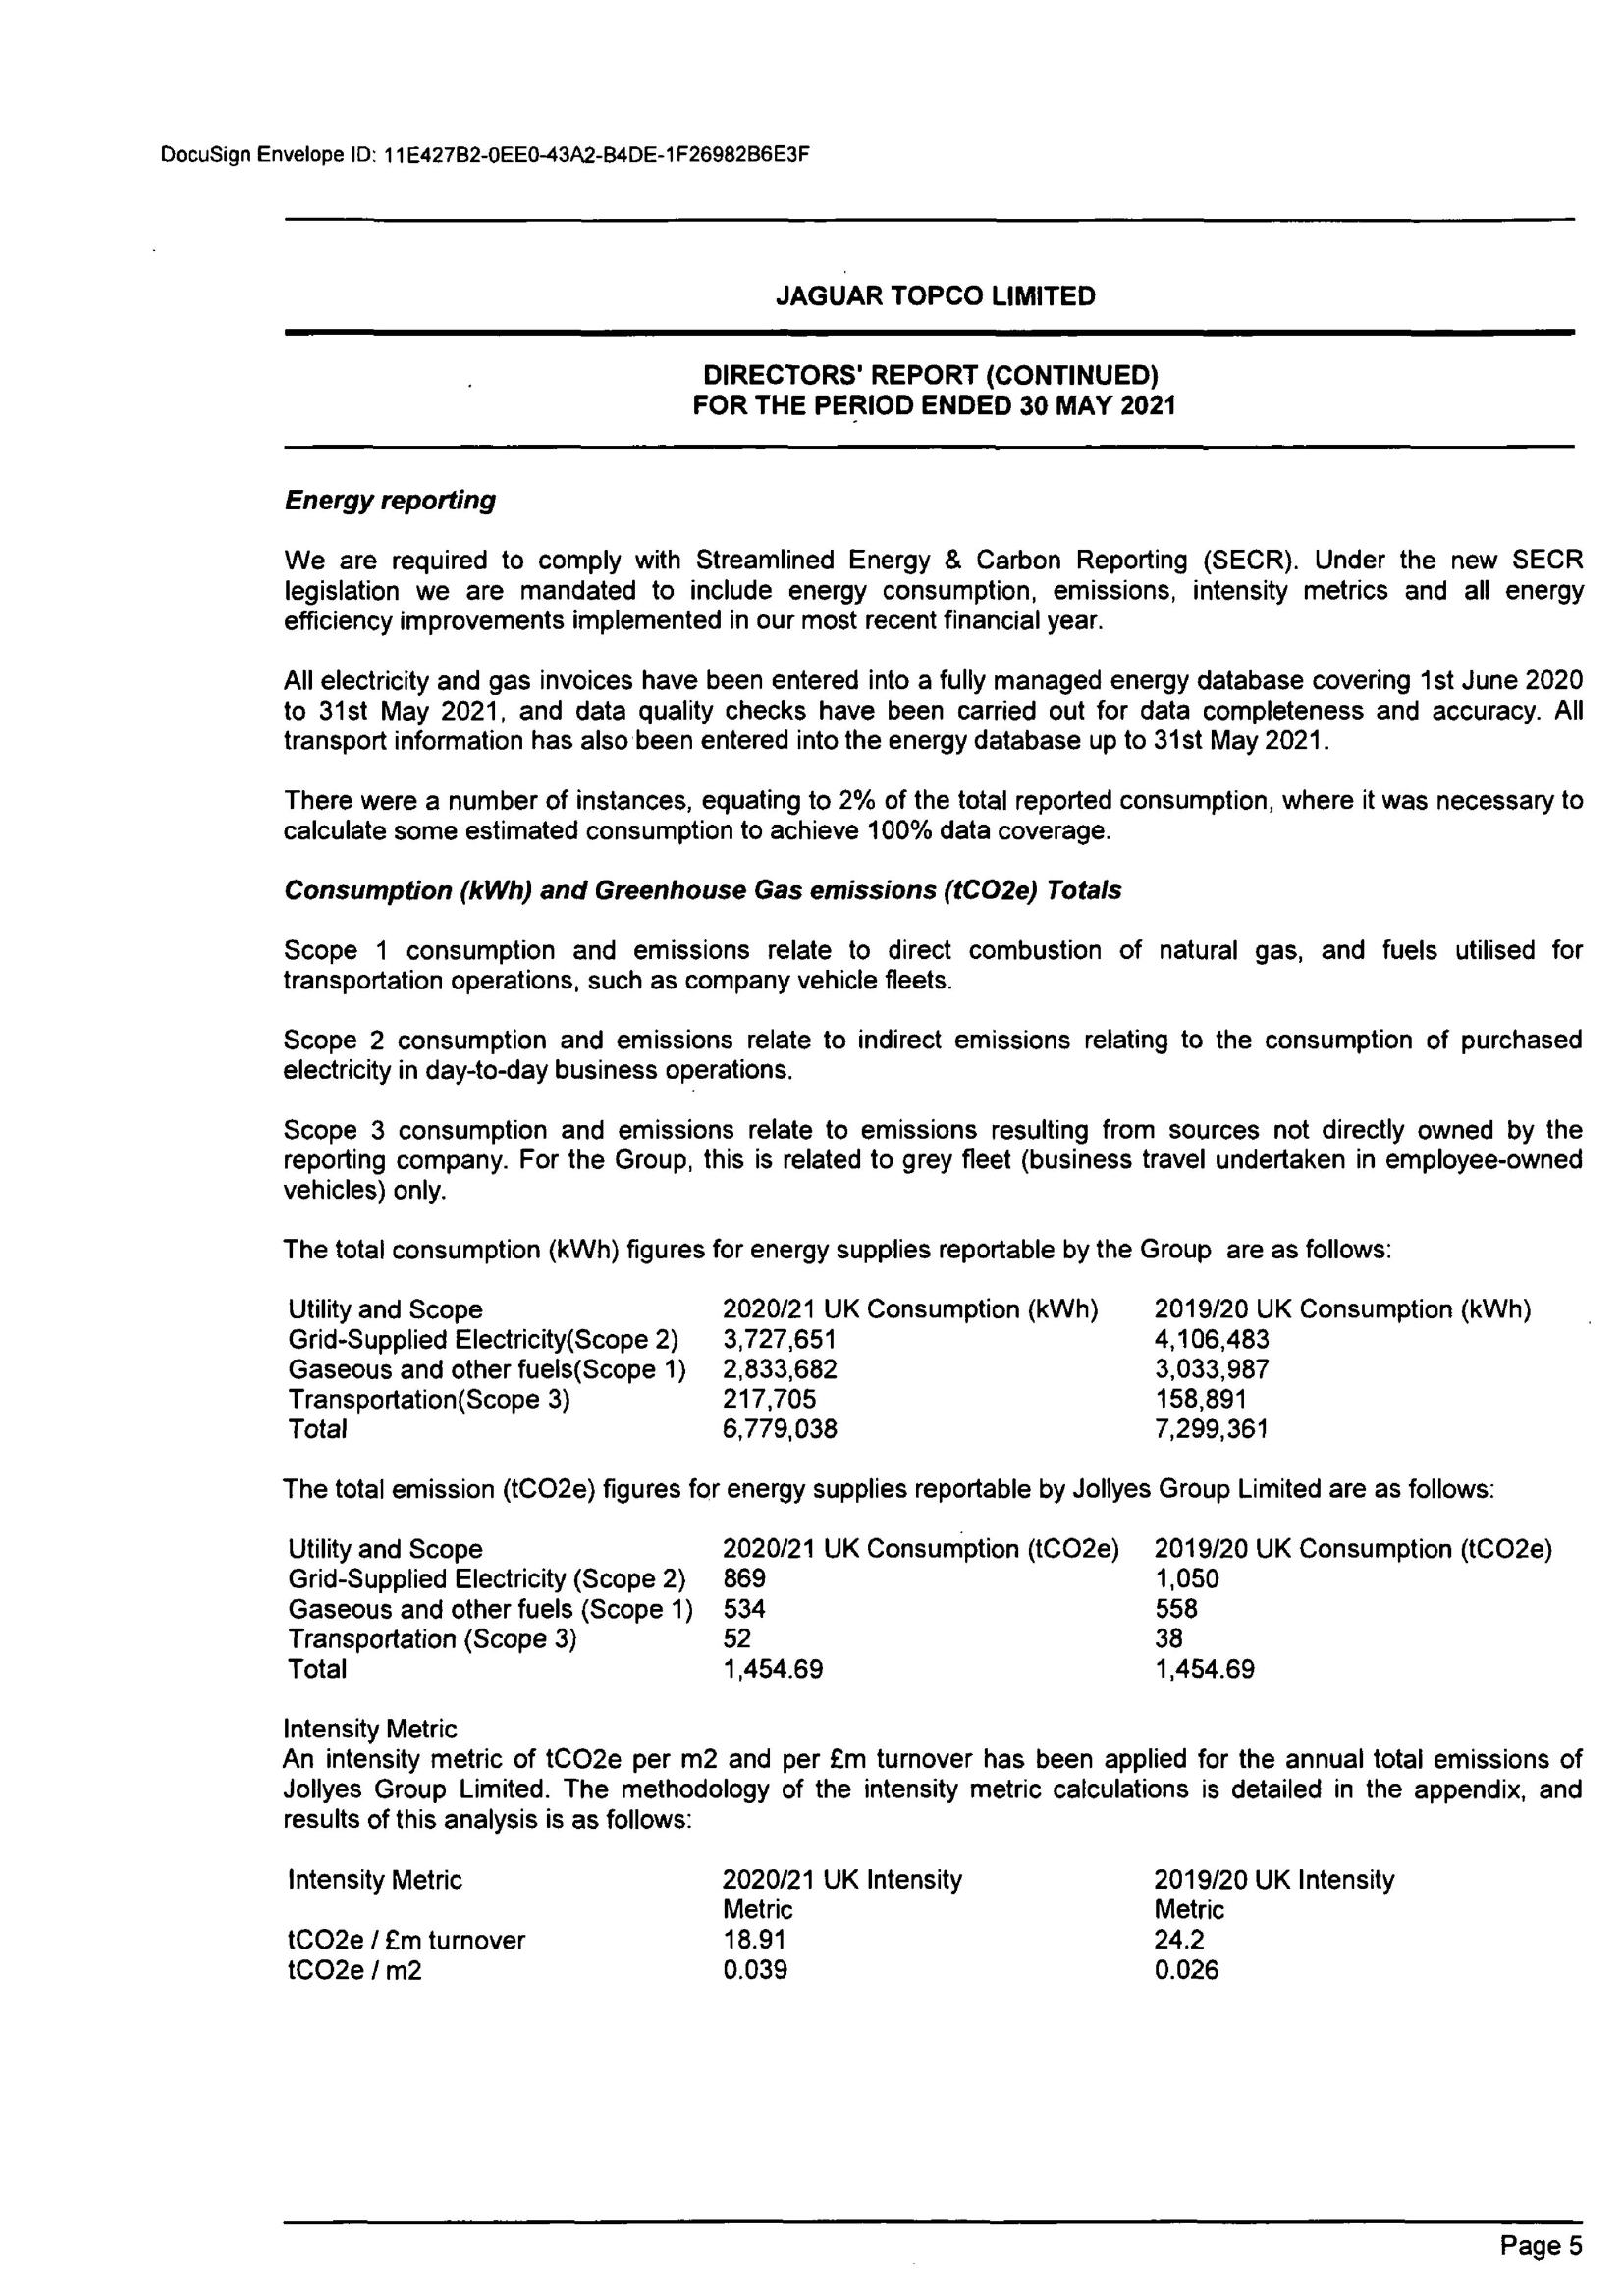 DocuSign Envelope ID: 11E427B2-0EE0-43A2-B4DE-1F26982B6E3F
JAGUAR TOPCO LIMITED
DIRECTORS' REPORT (CONTINUED)
FOR THE PERIOD ENDED 30 MAY 2021
Energy reporting
We are required to comply with Streamlined Energy & Carbon Reporting (SECR). Under the new SECR
legislation we are mandated to include energy consumption, emissions, intensity metrics and all energy
efficiency improvements implemented in our most recent financial year.
All electricity and gas invoices have been entered into a fully managed energy database covering 1st June 2020
to 31st May 2021, and data quality checks have been carried out for data completeness and accuracy. All
transport information has also been entered into the energy database up to 31st May 2021.
There were a number of instances, equating to 2% of the total reported consumption, where it was necessary to
calculate some estimated consumption to achieve 100% data coverage.
Consumption (kWh) and Greenhouse Gas emissions (tCO2e) Totals
Scope 1 consumption and emissions relate to direct combustion of natural gas, and fuels utilised for
transportation operations, such as company vehicle fleets.
Scope 2 consumption and emissions relate to indirect emissions relating to the consumption of purchased
electricity in day-to-day business operations.
Scope 3 consumption and emissions relate to emissions resulting from sources not directly owned by the
reporting company. For the Group, this is related to grey fleet (business travel undertaken in employee-owned
vehicles) only.
The total consumption (kWh) figures for energy supplies reportable by the Group are as follows:
Utility and Scope 2020/21 UK Consumption (kWh) 2019/20 UK Consumption (kWh)
Grid-Supplied Electricity(Scope 2) 3,727,651 4,106,483
Gaseous and other fuels(Scope 1) 2,833,682 3,033,987
Transportation(Scope 3) 217,705 158,891
Total 6,779,038 7,299,361
The total emission (tCO2e) figures for energy supplies reportable by Jollyes Group Limited are as follows:
Utility and Scope 2020/21 UK Consumption (tCO2e) 2019/20 UK Consumption (tCO2e)
Grid-Supplied Electricity (Scope 2) 869 1,050
Gaseous and other fuels (Scope 1) 534 558
Transportation (Scope 3) 52 38
Total 1,454.69 1,454.69
Intensity Metric
An intensity metric of tCO2e per m2 and per £m turnover has been applied for the annual total emissions of
Jollyes Group Limited. The methodology of the intensity metric calculations is detailed in the appendix, and
results of this analysis is as follows:
Intensity Metric 2020/21 UK Intensity 2019/20 UK Intensity
Metric Metric
tCO2e / £m turnover 18.91 24.2
tCO2e / m2 0.039 0.026
Page 5